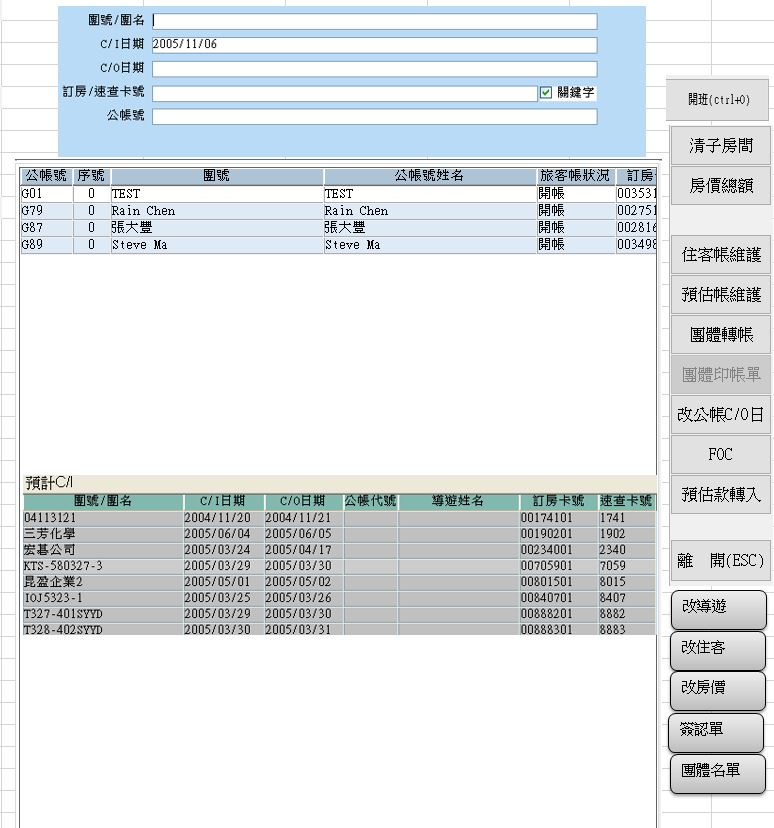 團號/團名
C/I日期 2005/11/06
C/O日期
訂房/速查卡號 關鍵字
公帳號
公帳號 序號 團號 公帳號姓名 旅客帳狀況 訂房
G01 0 TEST TEST 開帳 003531
G79 0 Rain Chen Rain Chen 開帳 002751
G87 0 張大豐 張大豐 開帳 002816
G89 0 Steve Ma Steve Ma 開帳 003498
預計C/I
團號/團名 C/I日期 C/O日期 公帳代號 導遊姓名 訂房卡號 速查卡號
04113121 2004/11/20 2004/11/21 00174101 1741
三芳化學 2005/06/04 2005/06/05 00190201 1902
宏碁公司 2005/03/24 2005/04/17 00234001 2340
KTS-580327-3 2005/03/29 2005/03/30 00705901 7059
昆盈企業2 2005/05/01 2005/05/02 00801501 8015
IOJ5323-1 2005/03/25 2005/03/26 00840701 8407
T327-401SYYD 2005/03/29 2005/03/30 00888201 8882
T328-402SYYD 2005/03/30 2005/03/31 00888301 8883
開班(ctrl+O)
清子房間
房價總額
住客帳維護
預估帳維護
團體轉帳
團體印帳單
改公帳C/O日
FOC
預估款轉入
離 開(ESC)
改導遊
改住客
改房價
簽認單
團體名單